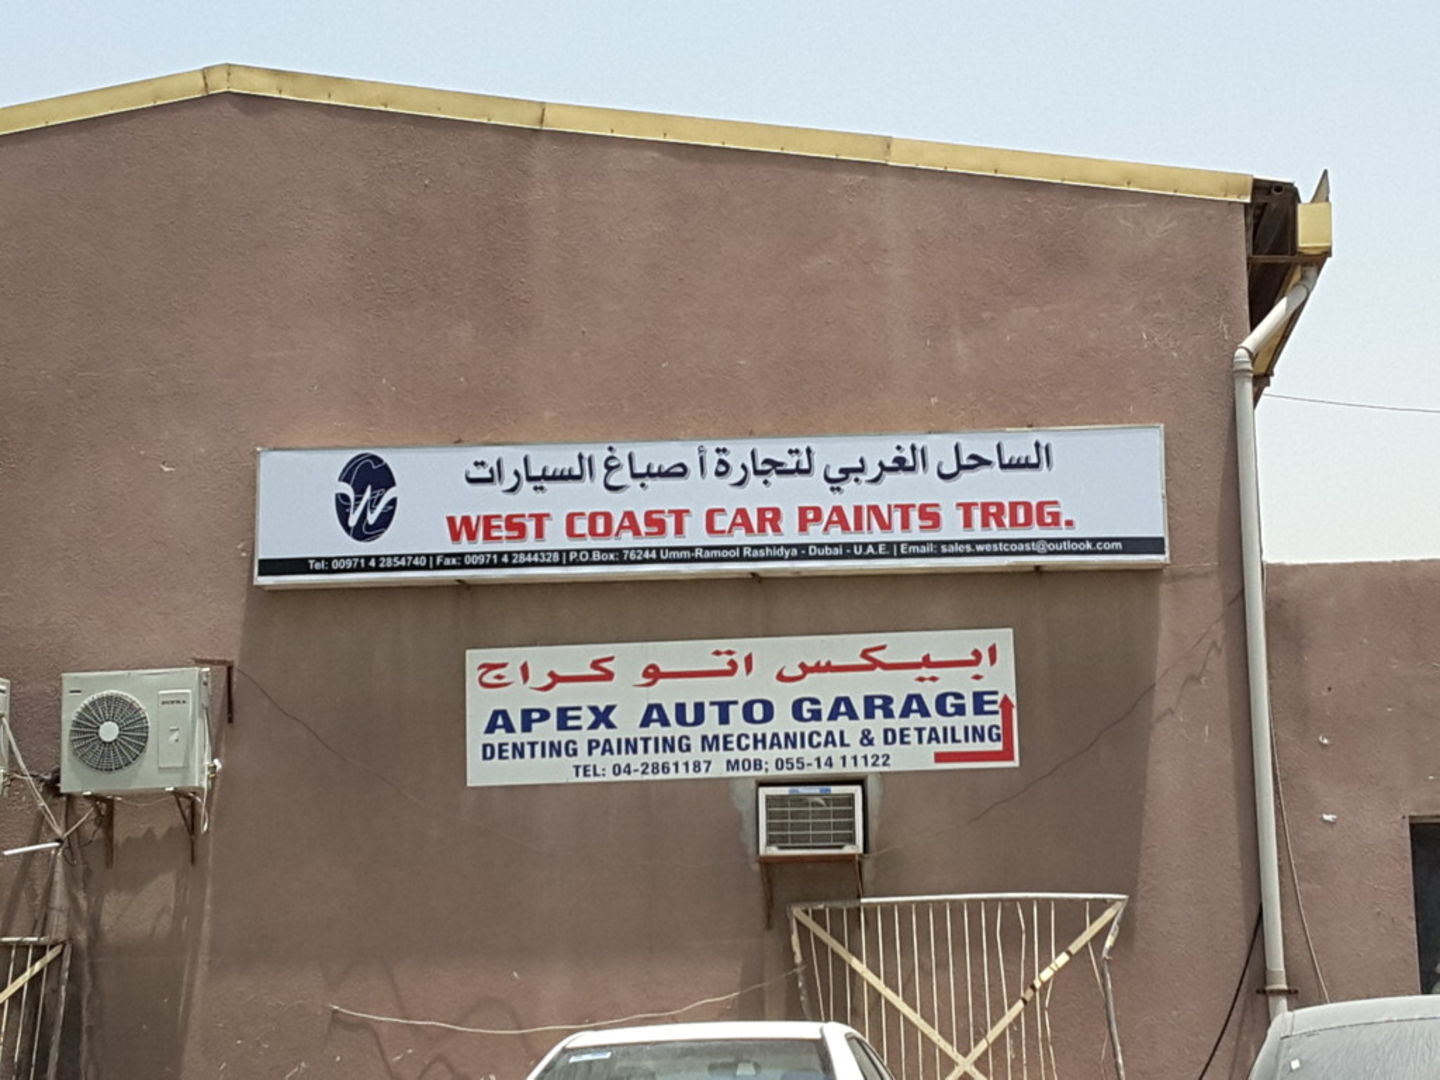 الساحل الغربي لتجارة أصباغ السيارات
WEST COAST CAR PAINTS TRDG.
Tel: 00971 4 2854740 | Fax: 00971 4 2844328 | P.O.Box: 76244 Umm-Ramool Rashidya - Dubai - U.A.E. | Email: sales.westcoast@outlook.com
ابيكس اتو كراج
APEX AUTO GARAGE
DENTING PAINTING MECHANICAL & DETAILING
TEL: 04-2861187 MOB; 055-14 11122